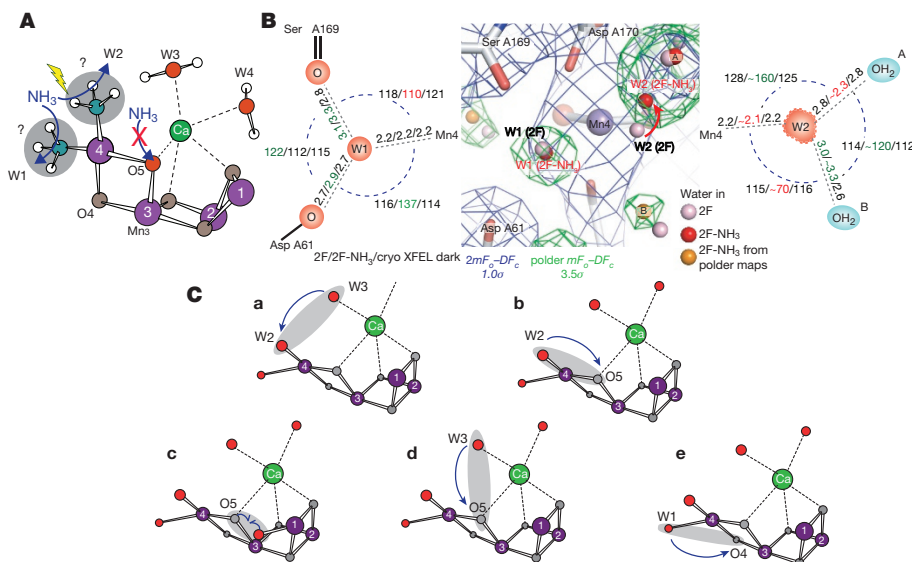 A
W2
W3
W4
NH3
?
NH3
?
X
Ca
4
O5
W1
1
O4
3
2
Mn3
B
Ser A169
O
3.1/3.3/2.8
118/110/121
W1
2.2/2.2/2.2
Mn4
122/112/115
2.7/2.9/2.7
116/137/114
O
Asp A61
2F/2F-NH3/cryo XFEL dark
Ser A169
Asp A170
A
W2 (2F-NH3)
Mn4
W1 (2F)
W2 (2F)
W1 (2F-NH3)
B
Asp A61
2mFo–DFc
1.0σ
polder mFo–DFc
3.5σ
Water in
2F
2F-NH3
2F-NH3 from
polder maps
A
OH2
128/~160/125
2.8/~2.3/2.8
2.2/~2.1/2.2
Mn4
W2
114/~120/112
3.0/~3.3/2.6
115/~70/116
OH2
B
C
a
W3
Ca
W2
4
1
2
3
b
Ca
W2
4
O5
1
2
3
c
Ca
O5
4
1
2
3
d
W3
Ca
O5
4
1
2
3
e
Ca
W1
4
O4
1
2
3